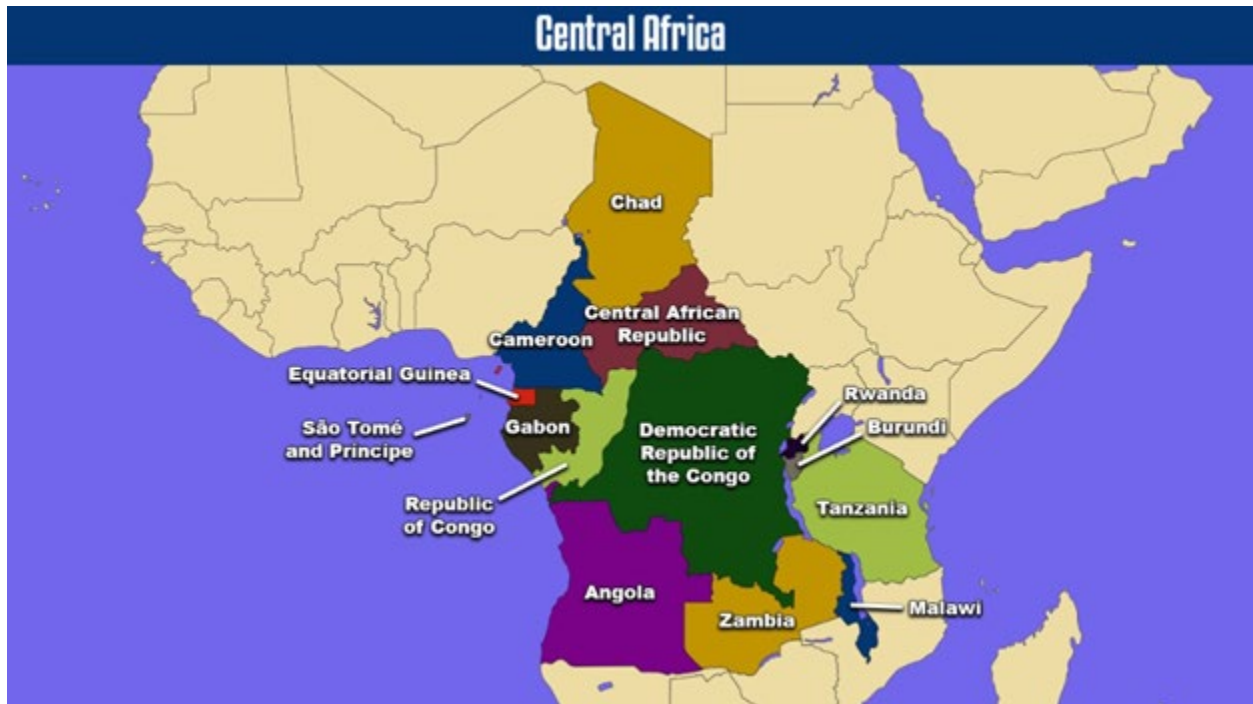 Central Africa
Chad
Central African
Republic
Cameroon
Equatorial Guinea
Rwanda
São Tomé
and Principe
Gabon
Burundi
Democratic
Republic of
the Congo
Republic
of Congo
Tanzania
Angola
Zambia
Malawi